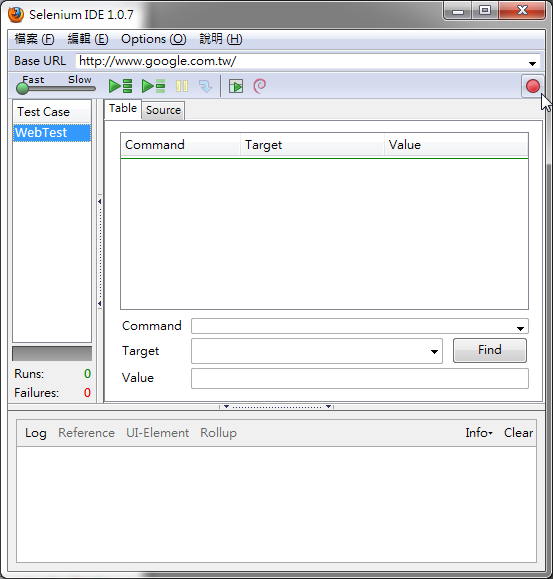 Selenium IDE 1.0.7
檔案 (F) 編輯 (E) Options (O) 說明 (H)
Base URL http://www.google.com.tw/
Fast Slow
Test Case
WebTest
Table Source
Command Target Value
Command
Target Find
Value
Runs: 0
Failures: 0
Log Reference UI-Element Rollup Info Clear